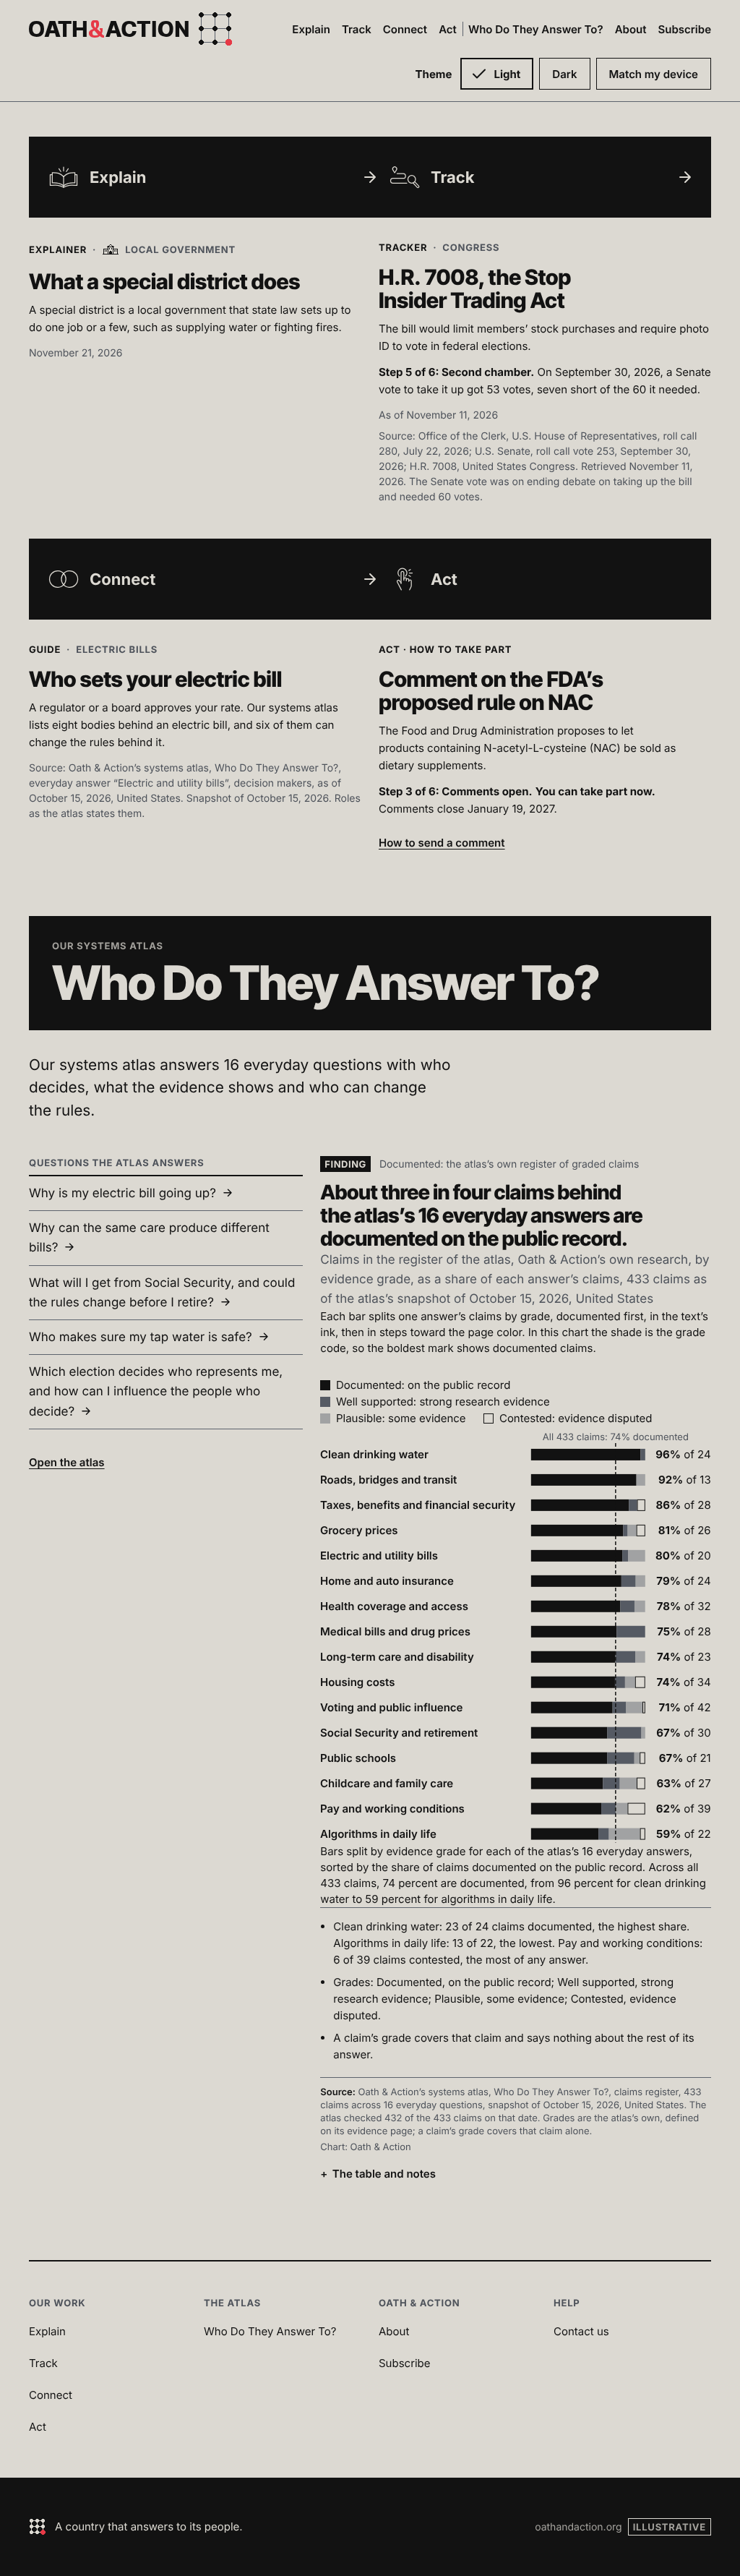 OATH&ACTION
Explain Track Connect Act Who Do They Answer To? About Subscribe
Theme Light Dark Match my device
Explain Track
EXPLAINER · LOCAL GOVERNMENT
What a special district does
A special district is a local government that state law sets up to
do one job or a few, such as supplying water or fighting fires.
November 21, 2026
TRACKER · CONGRESS
H.R. 7008, the Stop
Insider Trading Act
The bill would limit members’ stock purchases and require photo
ID to vote in federal elections.
Step 5 of 6: Second chamber. On September 30, 2026, a Senate
vote to take it up got 53 votes, seven short of the 60 it needed.
As of November 11, 2026
Source: Office of the Clerk, U.S. House of Representatives, roll call
280, July 22, 2026; U.S. Senate, roll call vote 253, September 30,
2026; H.R. 7008, United States Congress. Retrieved November 11,
2026. The Senate vote was on ending debate on taking up the bill
and needed 60 votes.
Connect Act
GUIDE · ELECTRIC BILLS
Who sets your electric bill
A regulator or a board approves your rate. Our systems atlas
lists eight bodies behind an electric bill, and six of them can
change the rules behind it.
Source: Oath & Action’s systems atlas, Who Do They Answer To?,
everyday answer “Electric and utility bills”, decision makers, as of
October 15, 2026, United States. Snapshot of October 15, 2026. Roles
as the atlas states them.
ACT · HOW TO TAKE PART
Comment on the FDA’s
proposed rule on NAC
The Food and Drug Administration proposes to let
products containing N-acetyl-L-cysteine (NAC) be sold as
dietary supplements.
Step 3 of 6: Comments open. You can take part now.
Comments close January 19, 2027.
How to send a comment
OUR SYSTEMS ATLAS
Who Do They Answer To?
Our systems atlas answers 16 everyday questions with who
decides, what the evidence shows and who can change
the rules.
QUESTIONS THE ATLAS ANSWERS
Why is my electric bill going up?
Why can the same care produce different
bills?
What will I get from Social Security, and could
the rules change before I retire?
Who makes sure my tap water is safe?
Which election decides who represents me,
and how can I influence the people who
decide?
Open the atlas
FINDING Documented: the atlas’s own register of graded claims
About three in four claims behind
the atlas’s 16 everyday answers are
documented on the public record.
Claims in the register of the atlas, Oath & Action’s own research, by
evidence grade, as a share of each answer’s claims, 433 claims as
of the atlas’s snapshot of October 15, 2026, United States
Each bar splits one answer’s claims by grade, documented first, in the text’s
ink, then in steps toward the page color. In this chart the shade is the grade
code, so the boldest mark shows documented claims.
Documented: on the public record
Well supported: strong research evidence
Plausible: some evidence Contested: evidence disputed
All 433 claims: 74% documented
Clean drinking water 96% of 24
Roads, bridges and transit 92% of 13
Taxes, benefits and financial security 86% of 28
Grocery prices 81% of 26
Electric and utility bills 80% of 20
Home and auto insurance 79% of 24
Health coverage and access 78% of 32
Medical bills and drug prices 75% of 28
Long-term care and disability 74% of 23
Housing costs 74% of 34
Voting and public influence 71% of 42
Social Security and retirement 67% of 30
Public schools 67% of 21
Childcare and family care 63% of 27
Pay and working conditions 62% of 39
Algorithms in daily life 59% of 22
Bars split by evidence grade for each of the atlas’s 16 everyday answers,
sorted by the share of claims documented on the public record. Across all
433 claims, 74 percent are documented, from 96 percent for clean drinking
water to 59 percent for algorithms in daily life.
• Clean drinking water: 23 of 24 claims documented, the highest share.
Algorithms in daily life: 13 of 22, the lowest. Pay and working conditions:
6 of 39 claims contested, the most of any answer.
• Grades: Documented, on the public record; Well supported, strong
research evidence; Plausible, some evidence; Contested, evidence
disputed.
• A claim’s grade covers that claim and says nothing about the rest of its
answer.
Source: Oath & Action’s systems atlas, Who Do They Answer To?, claims register, 433
claims across 16 everyday questions, snapshot of October 15, 2026, United States. The
atlas checked 432 of the 433 claims on that date. Grades are the atlas’s own, defined
on its evidence page; a claim’s grade covers that claim alone.
Chart: Oath & Action
+ The table and notes
OUR WORK
Explain
Track
Connect
Act
THE ATLAS
Who Do They Answer To?
OATH & ACTION
About
Subscribe
HELP
Contact us
A country that answers to its people.
oathandaction.org ILLUSTRATIVE